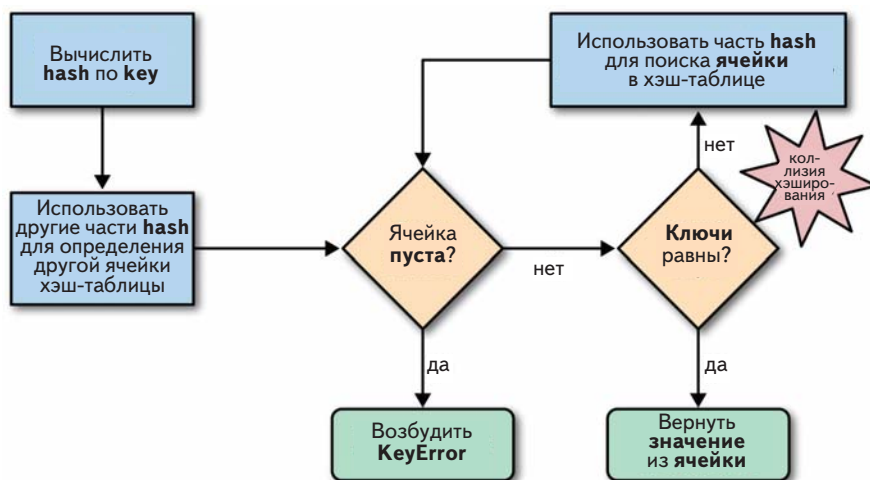 Вычислить
hash по key
Использовать часть hash
для поиска ячейки
в хэш-таблице
нет
кол-
лизия
хэширо-
вания
Использовать
другие части hash
для определения
другой ячейки
хэш-таблицы
Ячейка
пуста?
нет
Ключи
равны?
да
да
Возбудить
KeyError
Вернуть
значение
из ячейки